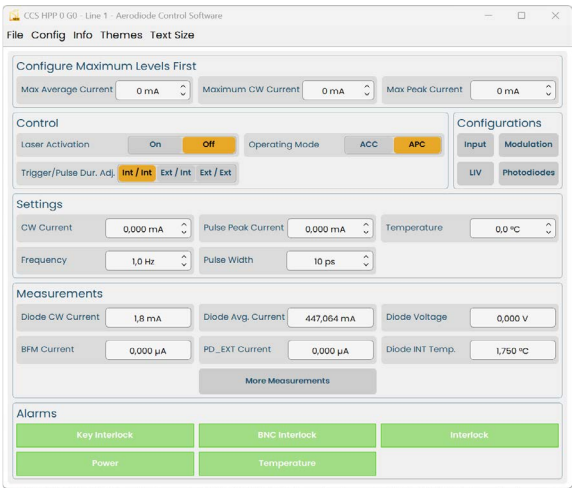 CCS HPP 0 G0 - Line 1 - Aerodiode Control Software
File Config Info Themes Text Size
Configure Maximum Levels First
Max Average Current 0 mA Maximum CW Current 0 mA Max Peak Current 0 mA
Control Configurations
Laser Activation On Off Operating Mode ACC APC Input Modulation
Trigger/Pulse Dur. Adj. Int / Int Ext / Int Ext / Ext LIV Photodiodes
Settings
CW Current 0,000 mA Pulse Peak Current 0,000 mA Temperature 0,0 ºC
Frequency 1,0 Hz Pulse Width 10 ps
Measurements
Diode CW Current 1,8 mA Diode Avg. Current 447,064 mA Diode Voltage 0,000 V
BFM Current 0,000 µA PD_EXT Current 0,000 µA Diode INT Temp. 1,750 ºC
More Measurements
Alarms
Key Interlock BNC Interlock Interlock
Power Temperature